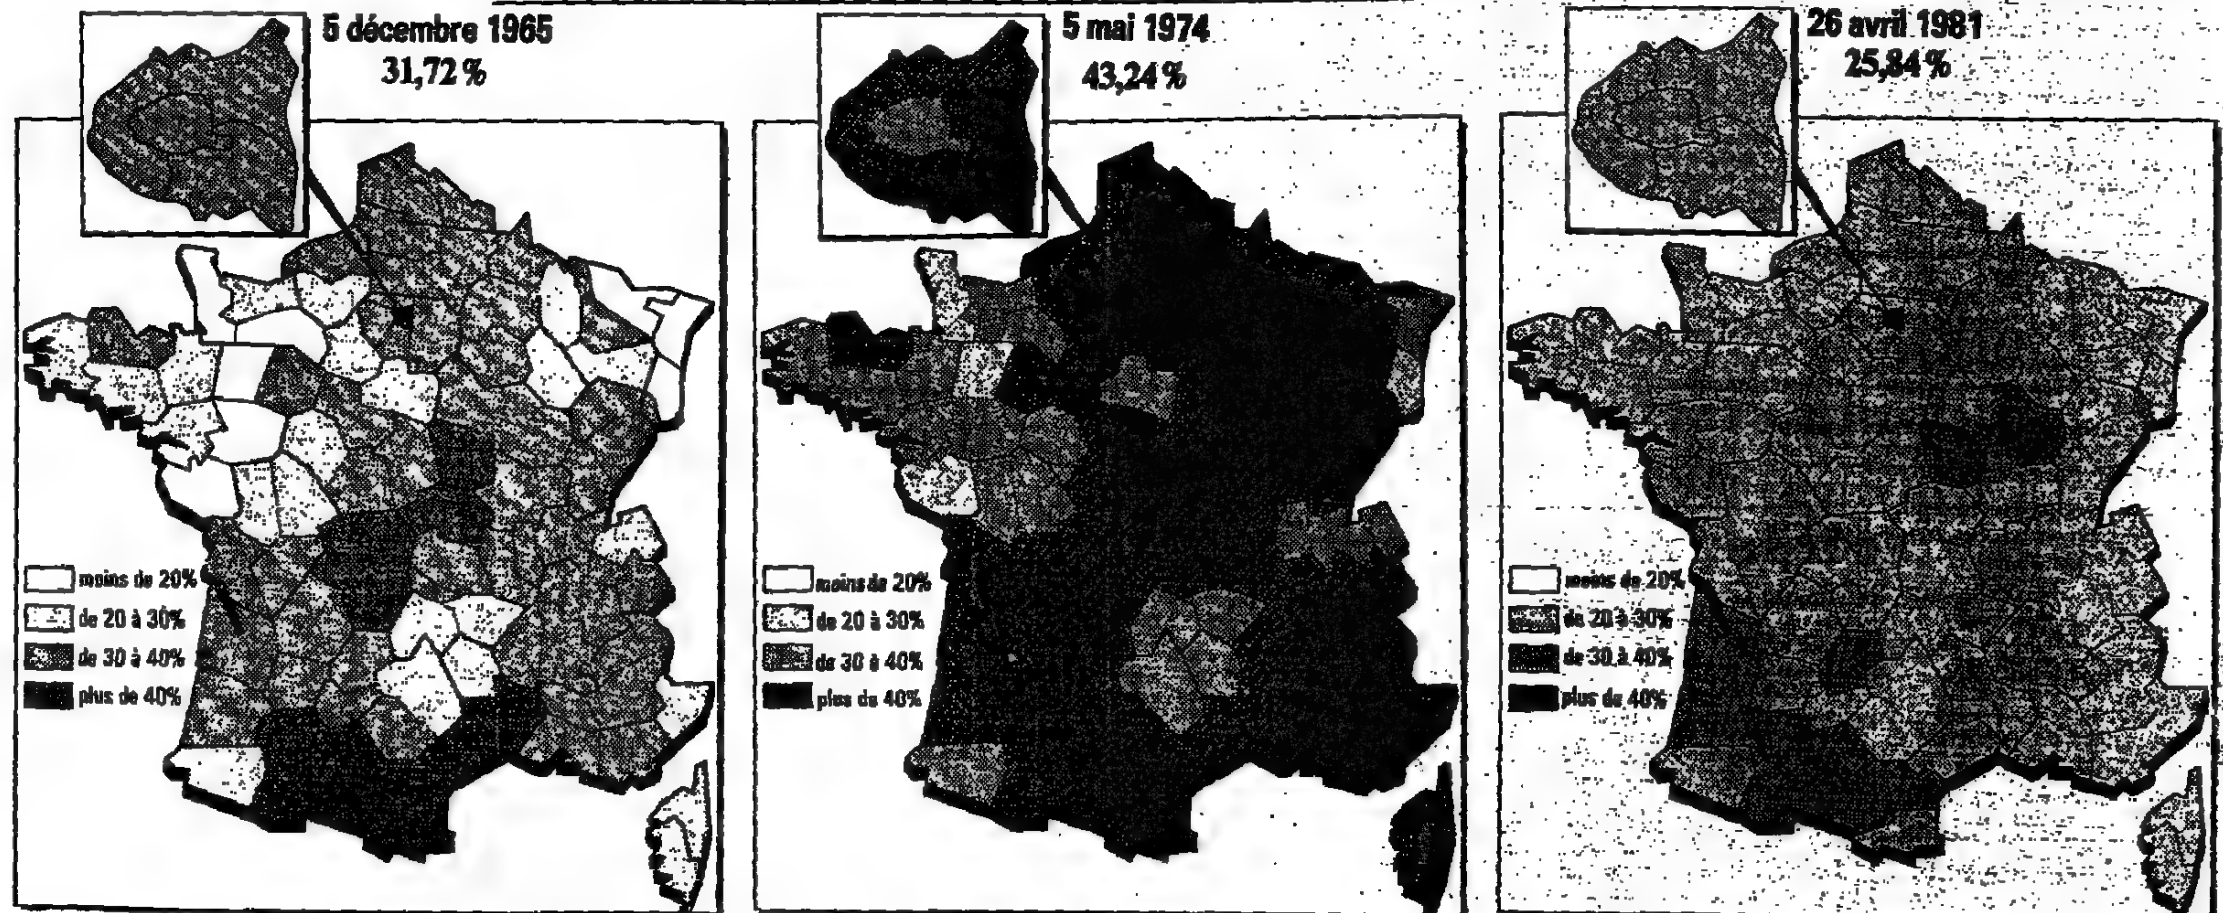 5 décembre 1965
31,72 %
moins de 20%
de 20 à 30%
de 30 à 40%
plus de 40%
5 mai 1974
43,24 %
moins de 20%
de 20 à 30%
de 30 à 40%
plus de 40%
26 avril 1981
25,84 %
moins de 20%
de 20 à 30%
de 30 à 40%
plus de 40%